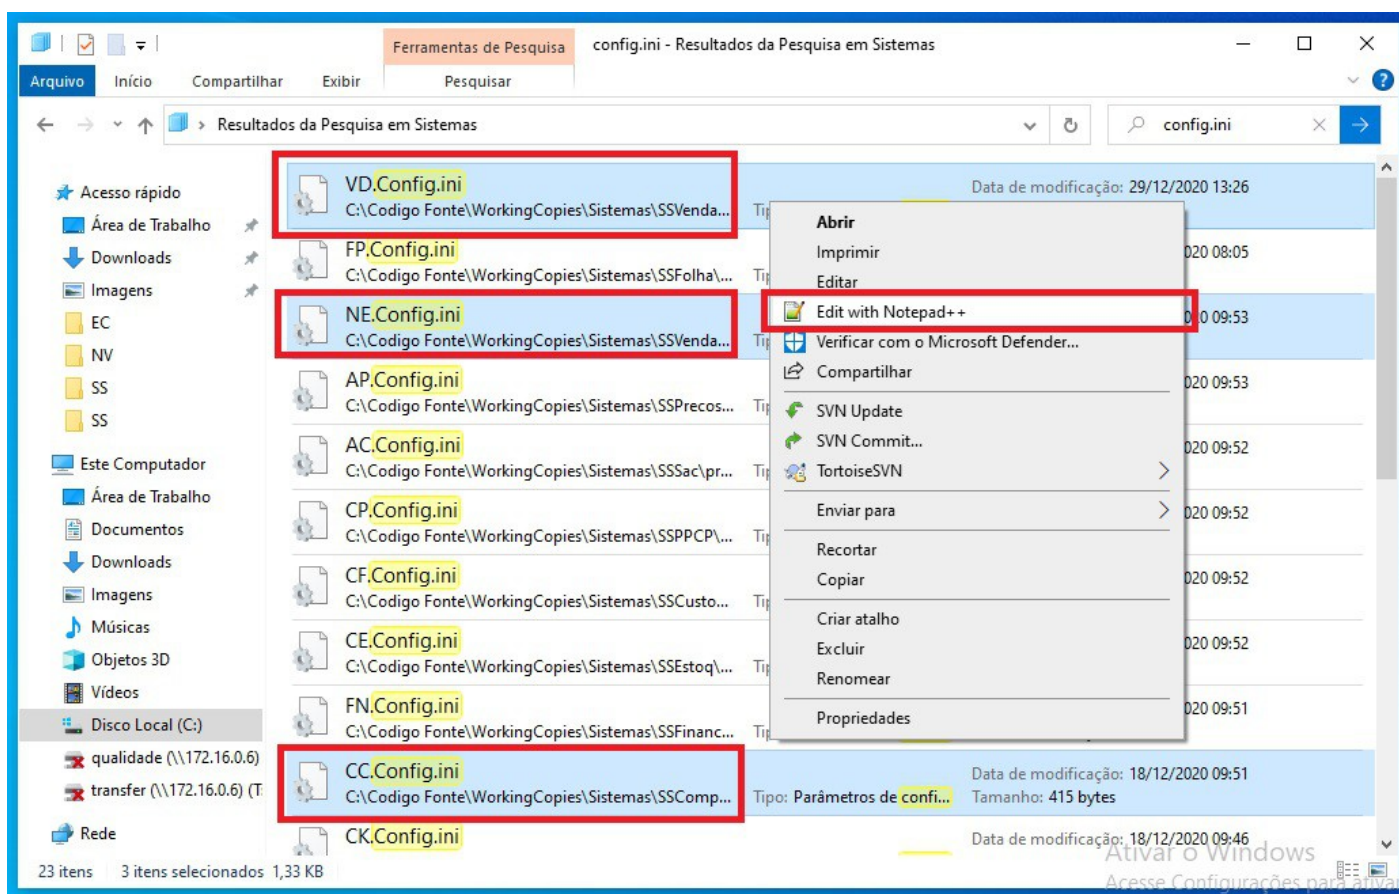 Ferramentas de Pesquisa
config.ini - Resultados da Pesquisa em Sistemas
Arquivo
Início
Compartilhar
Exibir
Pesquisar
Resultados da Pesquisa em Sistemas
config.ini
Acesso rápido
Área de Trabalho
Downloads
Imagens
EC
NV
SS
SS
Este Computador
Área de Trabalho
Documentos
Downloads
Imagens
Músicas
Objetos 3D
Vídeos
Disco Local (C:)
qualidade (\\172.16.0.6)
transfer (\\172.16.0.6) (T
Rede
VD.Config.ini
C:\Codigo Fonte\WorkingCopies\Sistemas\SSVenda...
Data de modificação: 29/12/2020 13:26
FP.Config.ini
C:\Codigo Fonte\WorkingCopies\Sistemas\SSFolha\...
020 08:05
NE.Config.ini
C:\Codigo Fonte\WorkingCopies\Sistemas\SSVenda...
09:53
AP.Config.ini
C:\Codigo Fonte\WorkingCopies\Sistemas\SSPrecos...
020 09:53
AC.Config.ini
C:\Codigo Fonte\WorkingCopies\Sistemas\SSSac\pr...
020 09:52
CP.Config.ini
C:\Codigo Fonte\WorkingCopies\Sistemas\SSPPCP\...
020 09:52
CF.Config.ini
C:\Codigo Fonte\WorkingCopies\Sistemas\SSCusto...
020 09:52
CE.Config.ini
C:\Codigo Fonte\WorkingCopies\Sistemas\SSEstoq\...
020 09:52
FN.Config.ini
C:\Codigo Fonte\WorkingCopies\Sistemas\SSFinanc...
020 09:51
CC.Config.ini
C:\Codigo Fonte\WorkingCopies\Sistemas\SSComp...
Tipo: Parâmetros de confi...
Data de modificação: 18/12/2020 09:51
Tamanho: 415 bytes
CK.Config.ini
Data de modificação: 18/12/2020 09:46
Abrir
Imprimir
Editar
Edit with Notepad++
Verificar com o Microsoft Defender...
Compartilhar
SVN Update
SVN Commit...
TortoiseSVN
Enviar para
Recortar
Copiar
Criar atalho
Excluir
Renomear
Propriedades
Ativar o Windows
Acesse Configurações para ativa
23 itens
3 itens selecionados 1,33 KB